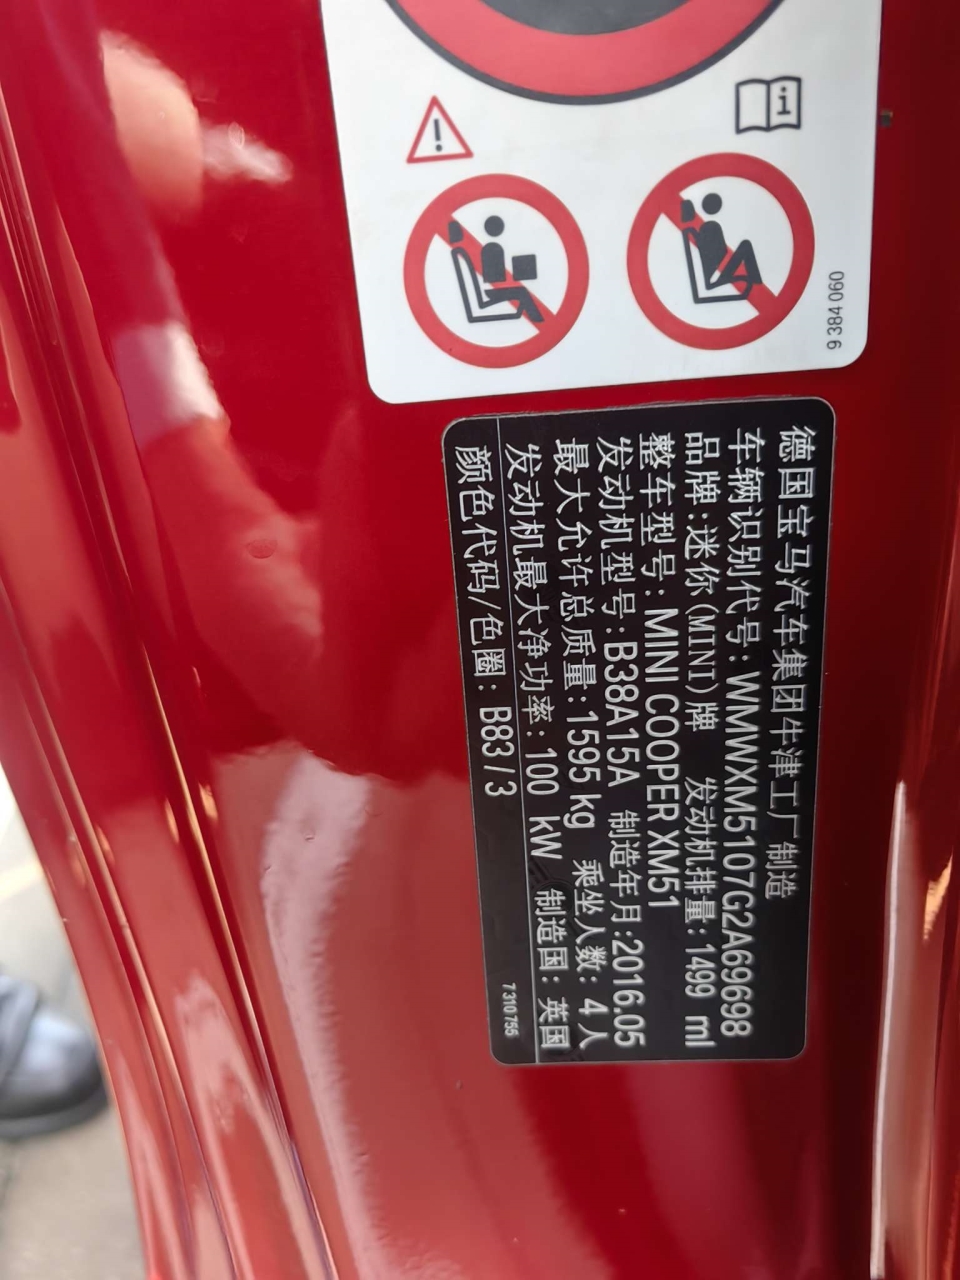 9 384 060
德国宝马汽车集团牛津工厂制造
车辆识别代号:WMWXM5107G2A69698
品牌:迷你(MINI)牌 发动机排量:1499 ml
整车型号:MINI COOPER XM51
发动机型号:B38A15A 制造年月:2016.05
最大允许总质量:1595 kg 乘坐人数: 4人
发动机最大净功率:100 kW 制造国: 英国
颜色代码/色圈: B83/3
7 310 755